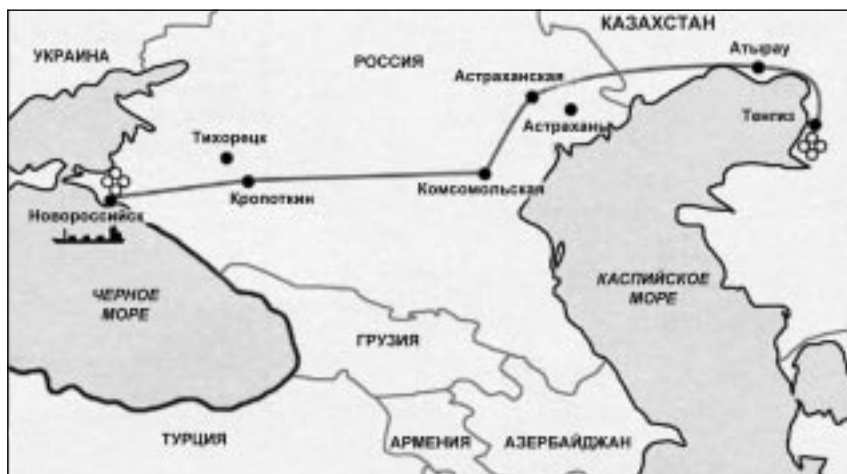 КАЗАХСТАН
УКРАИНА
РОССИЯ
Атырау
Астраханская
Тенгиз
Астрахань
Тихорецк
Комсомольская
Кропоткин
Новороссийск
КАСПИЙСКОЕ
МОРЕ
ЧЕРНОЕ
МОРЕ
ГРУЗИЯ
ТУРЦИЯ
АРМЕНИЯ
АЗЕРБАЙДЖАН